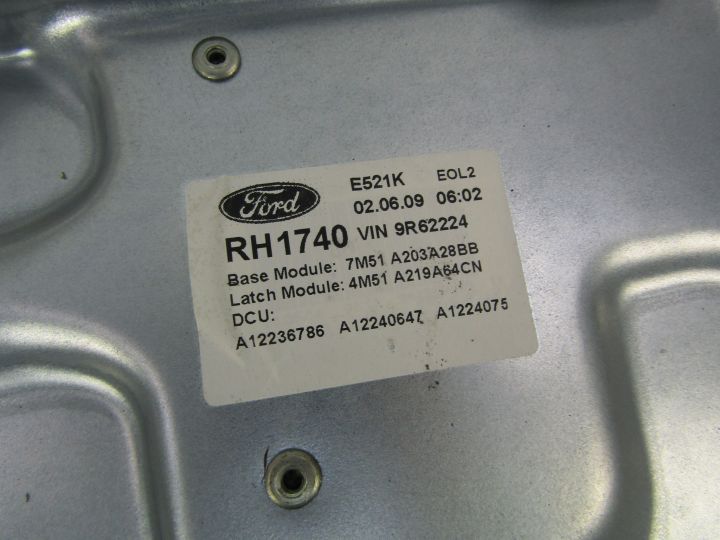 Ford
E521K EOL2
02.06.09 06:02
RH1740 VIN 9R62224
Base Module: 7M51 A203A28BB
Latch Module: 4M51 A219A64CN
DCU:
A12236786 A12240647 A1224075